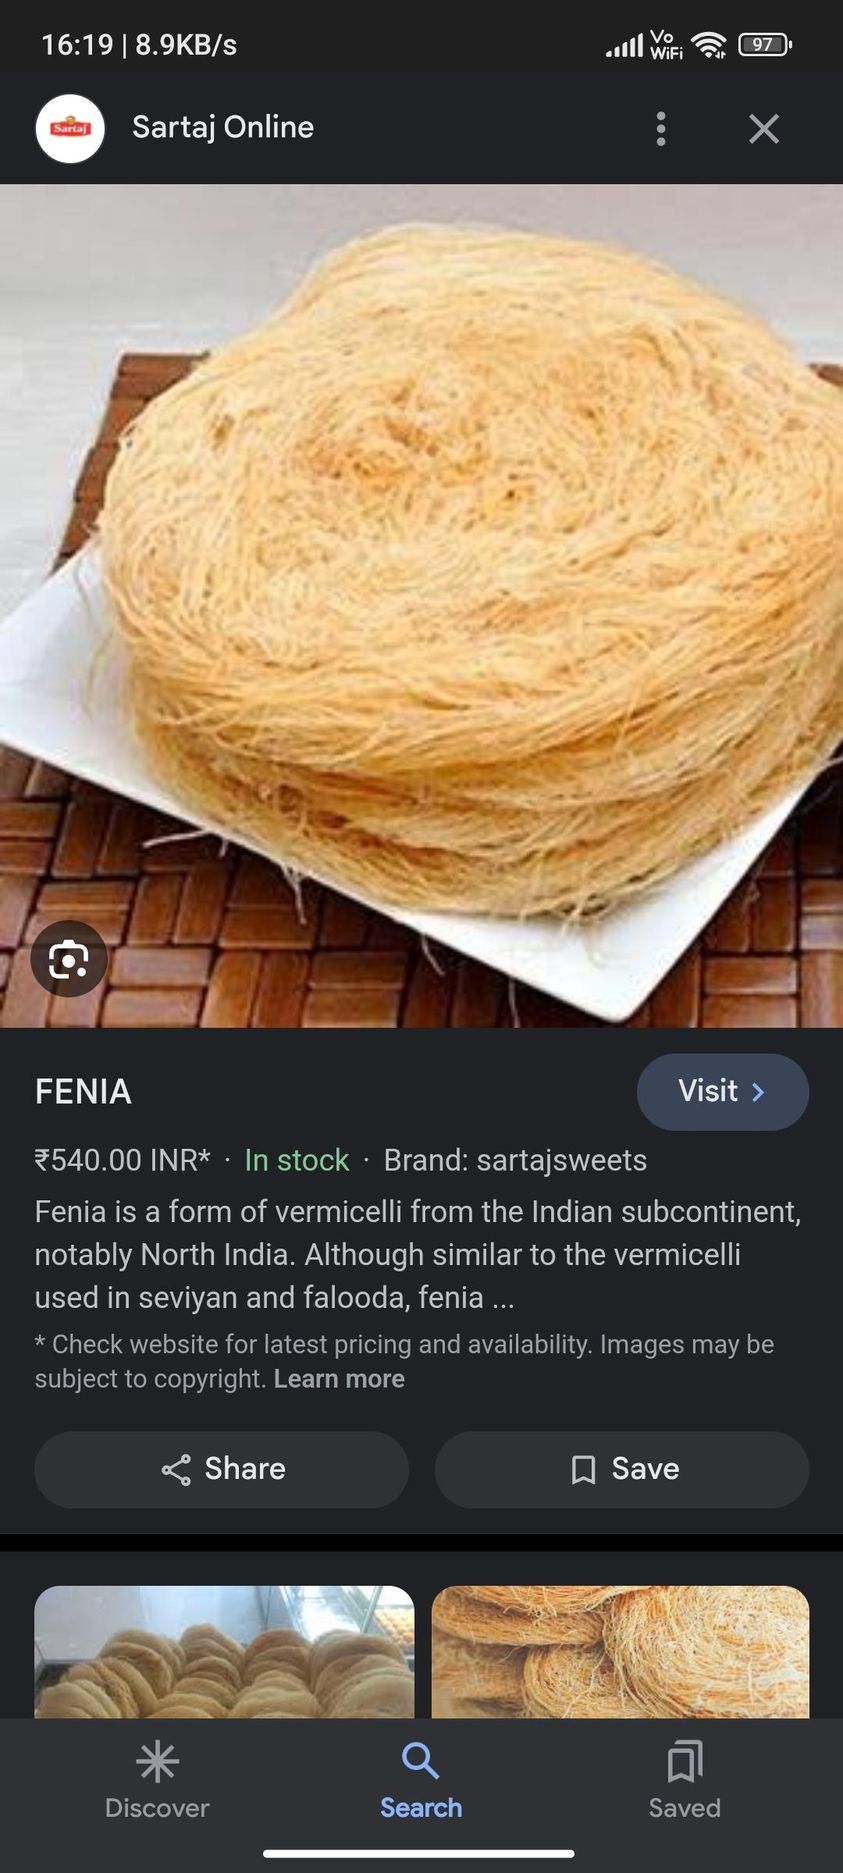 16:19 | 8.9KB/s
Vo
WiFi
97
Sartaj
Sartaj Online
FENIA
Visit
₹540.00 INR* · In stock · Brand: sartajsweets
Fenia is a form of vermicelli from the Indian subcontinent,
notably North India. Although similar to the vermicelli
used in seviyan and falooda, fenia ...
* Check website for latest pricing and availability. Images may be
subject to copyright. Learn more
Share
Save
Discover
Search
Saved